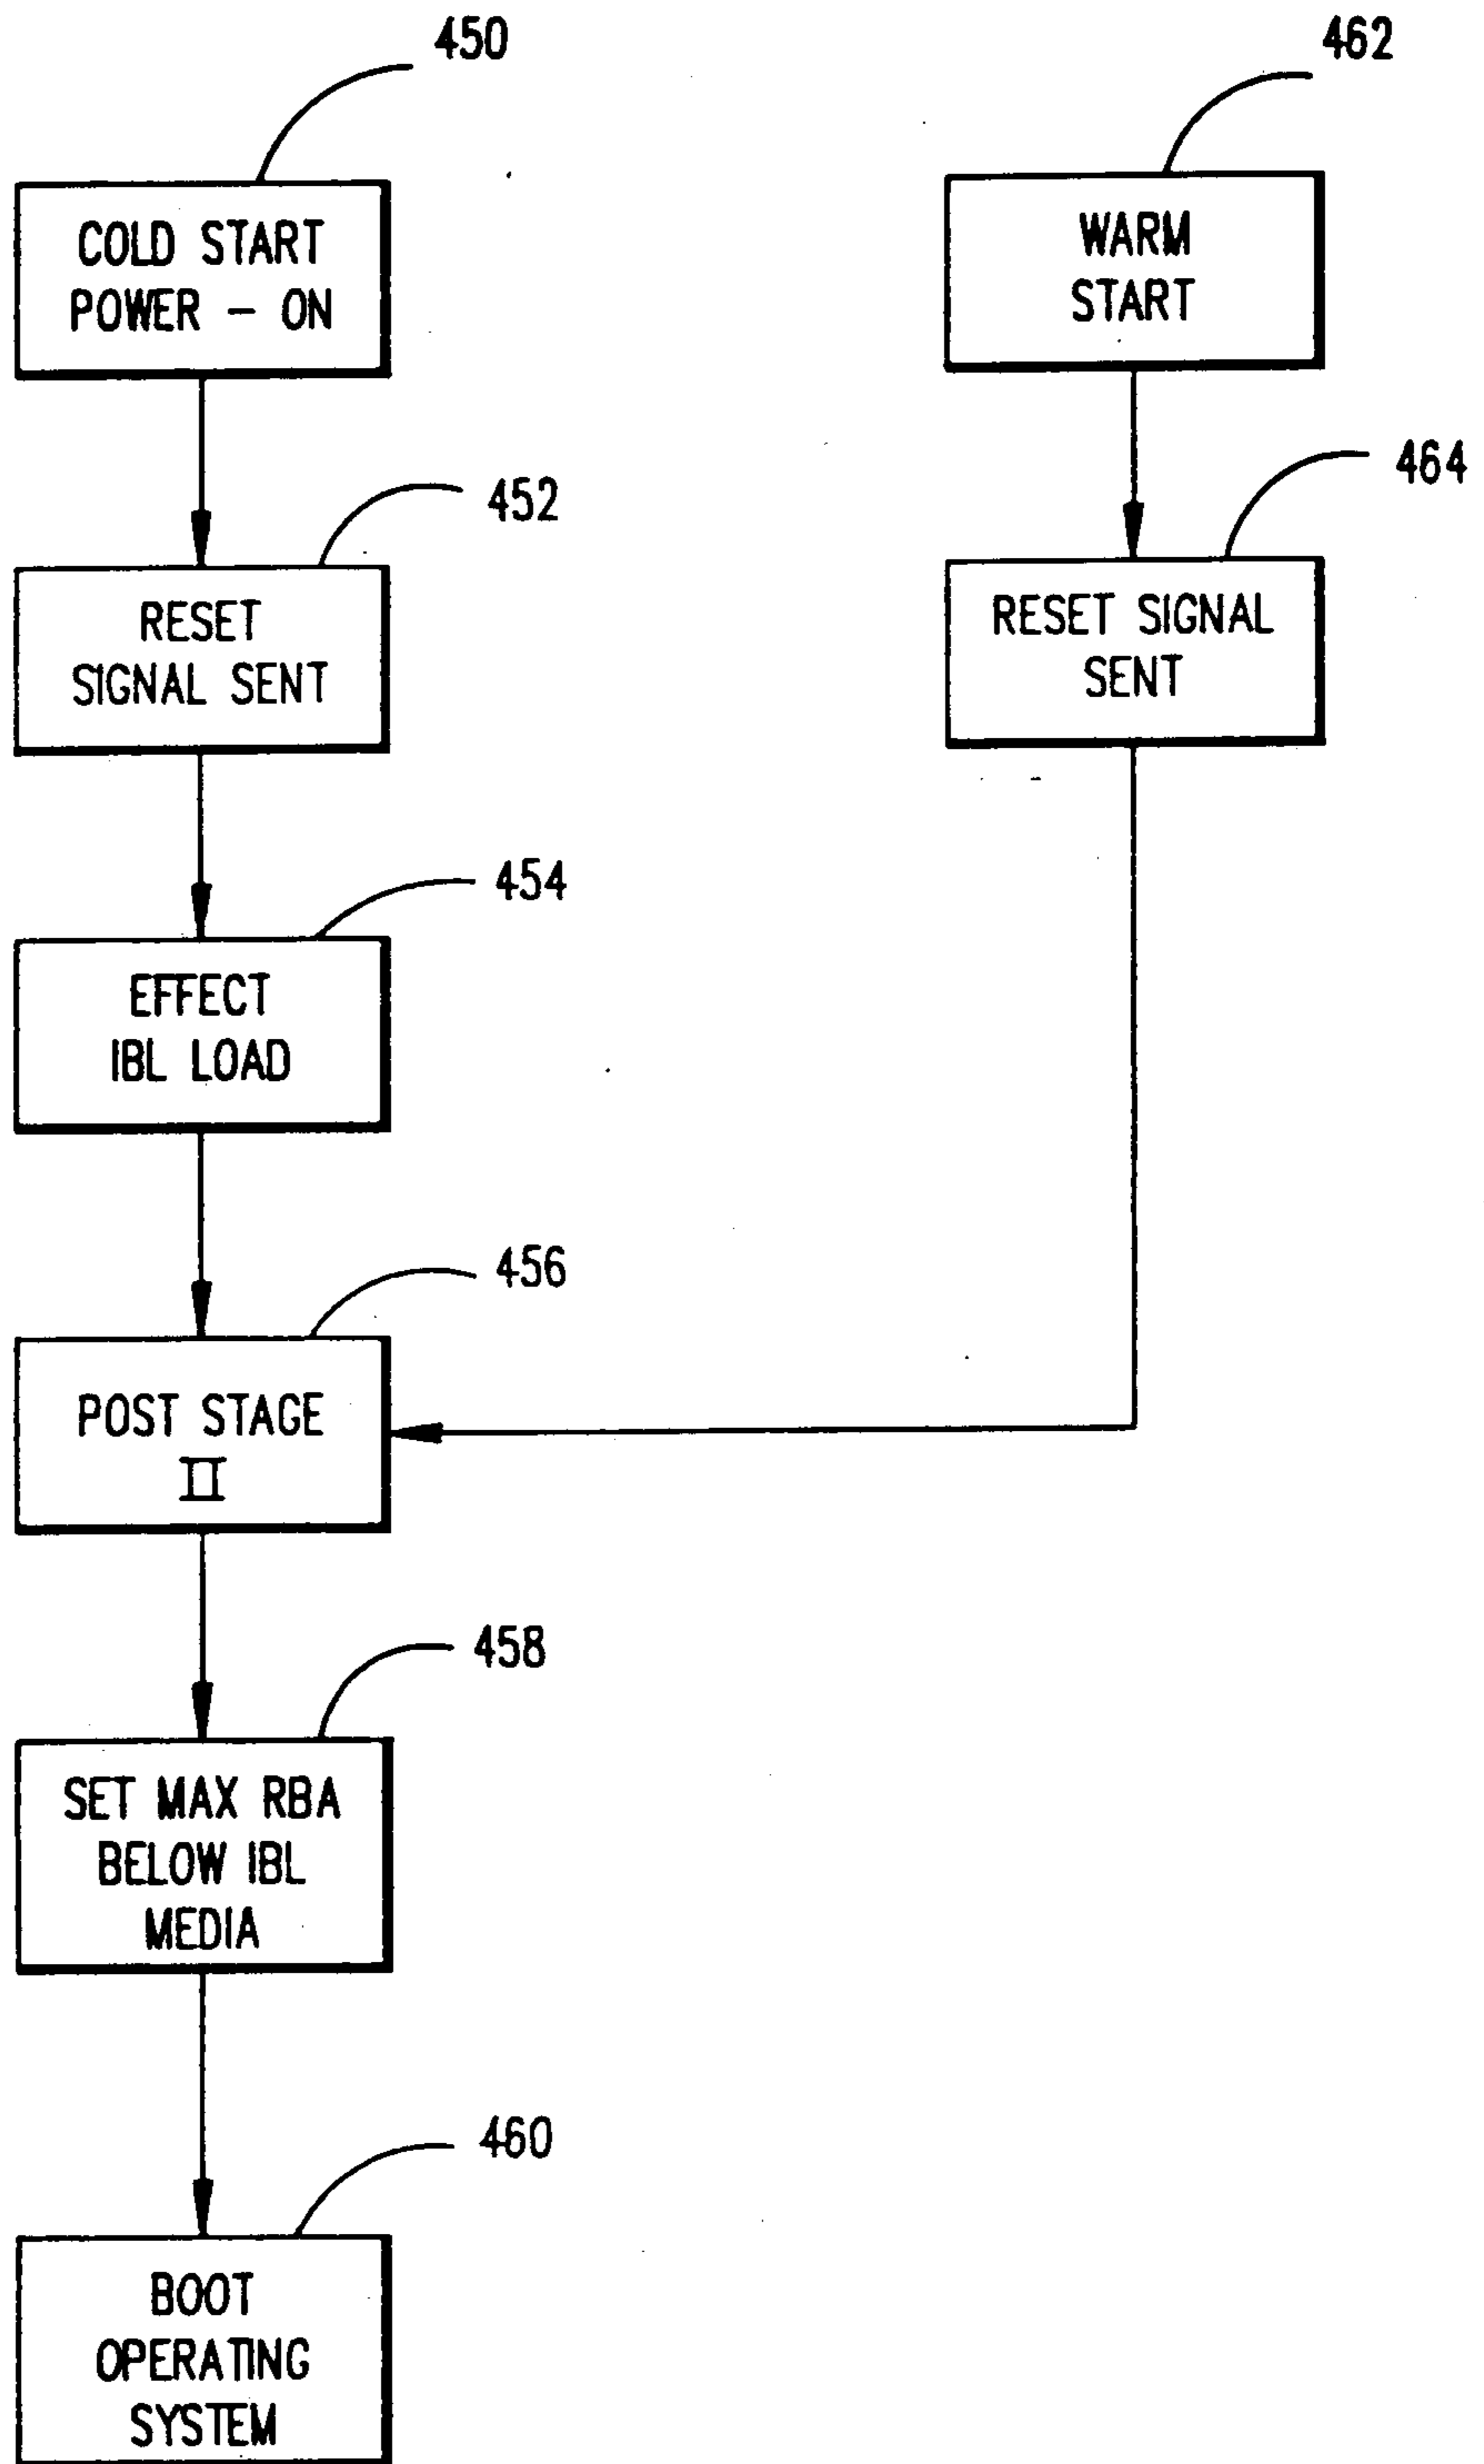 450
COLD START
POWER - ON
452
RESET
SIGNAL SENT
454
EFFECT
IBL LOAD
456
POST STAGE
II
458
SET MAX RBA
BELOW IBL
MEDIA
460
BOOT
OPERATING
SYSTEM
462
WARM
START
464
RESET SIGNAL
SENT